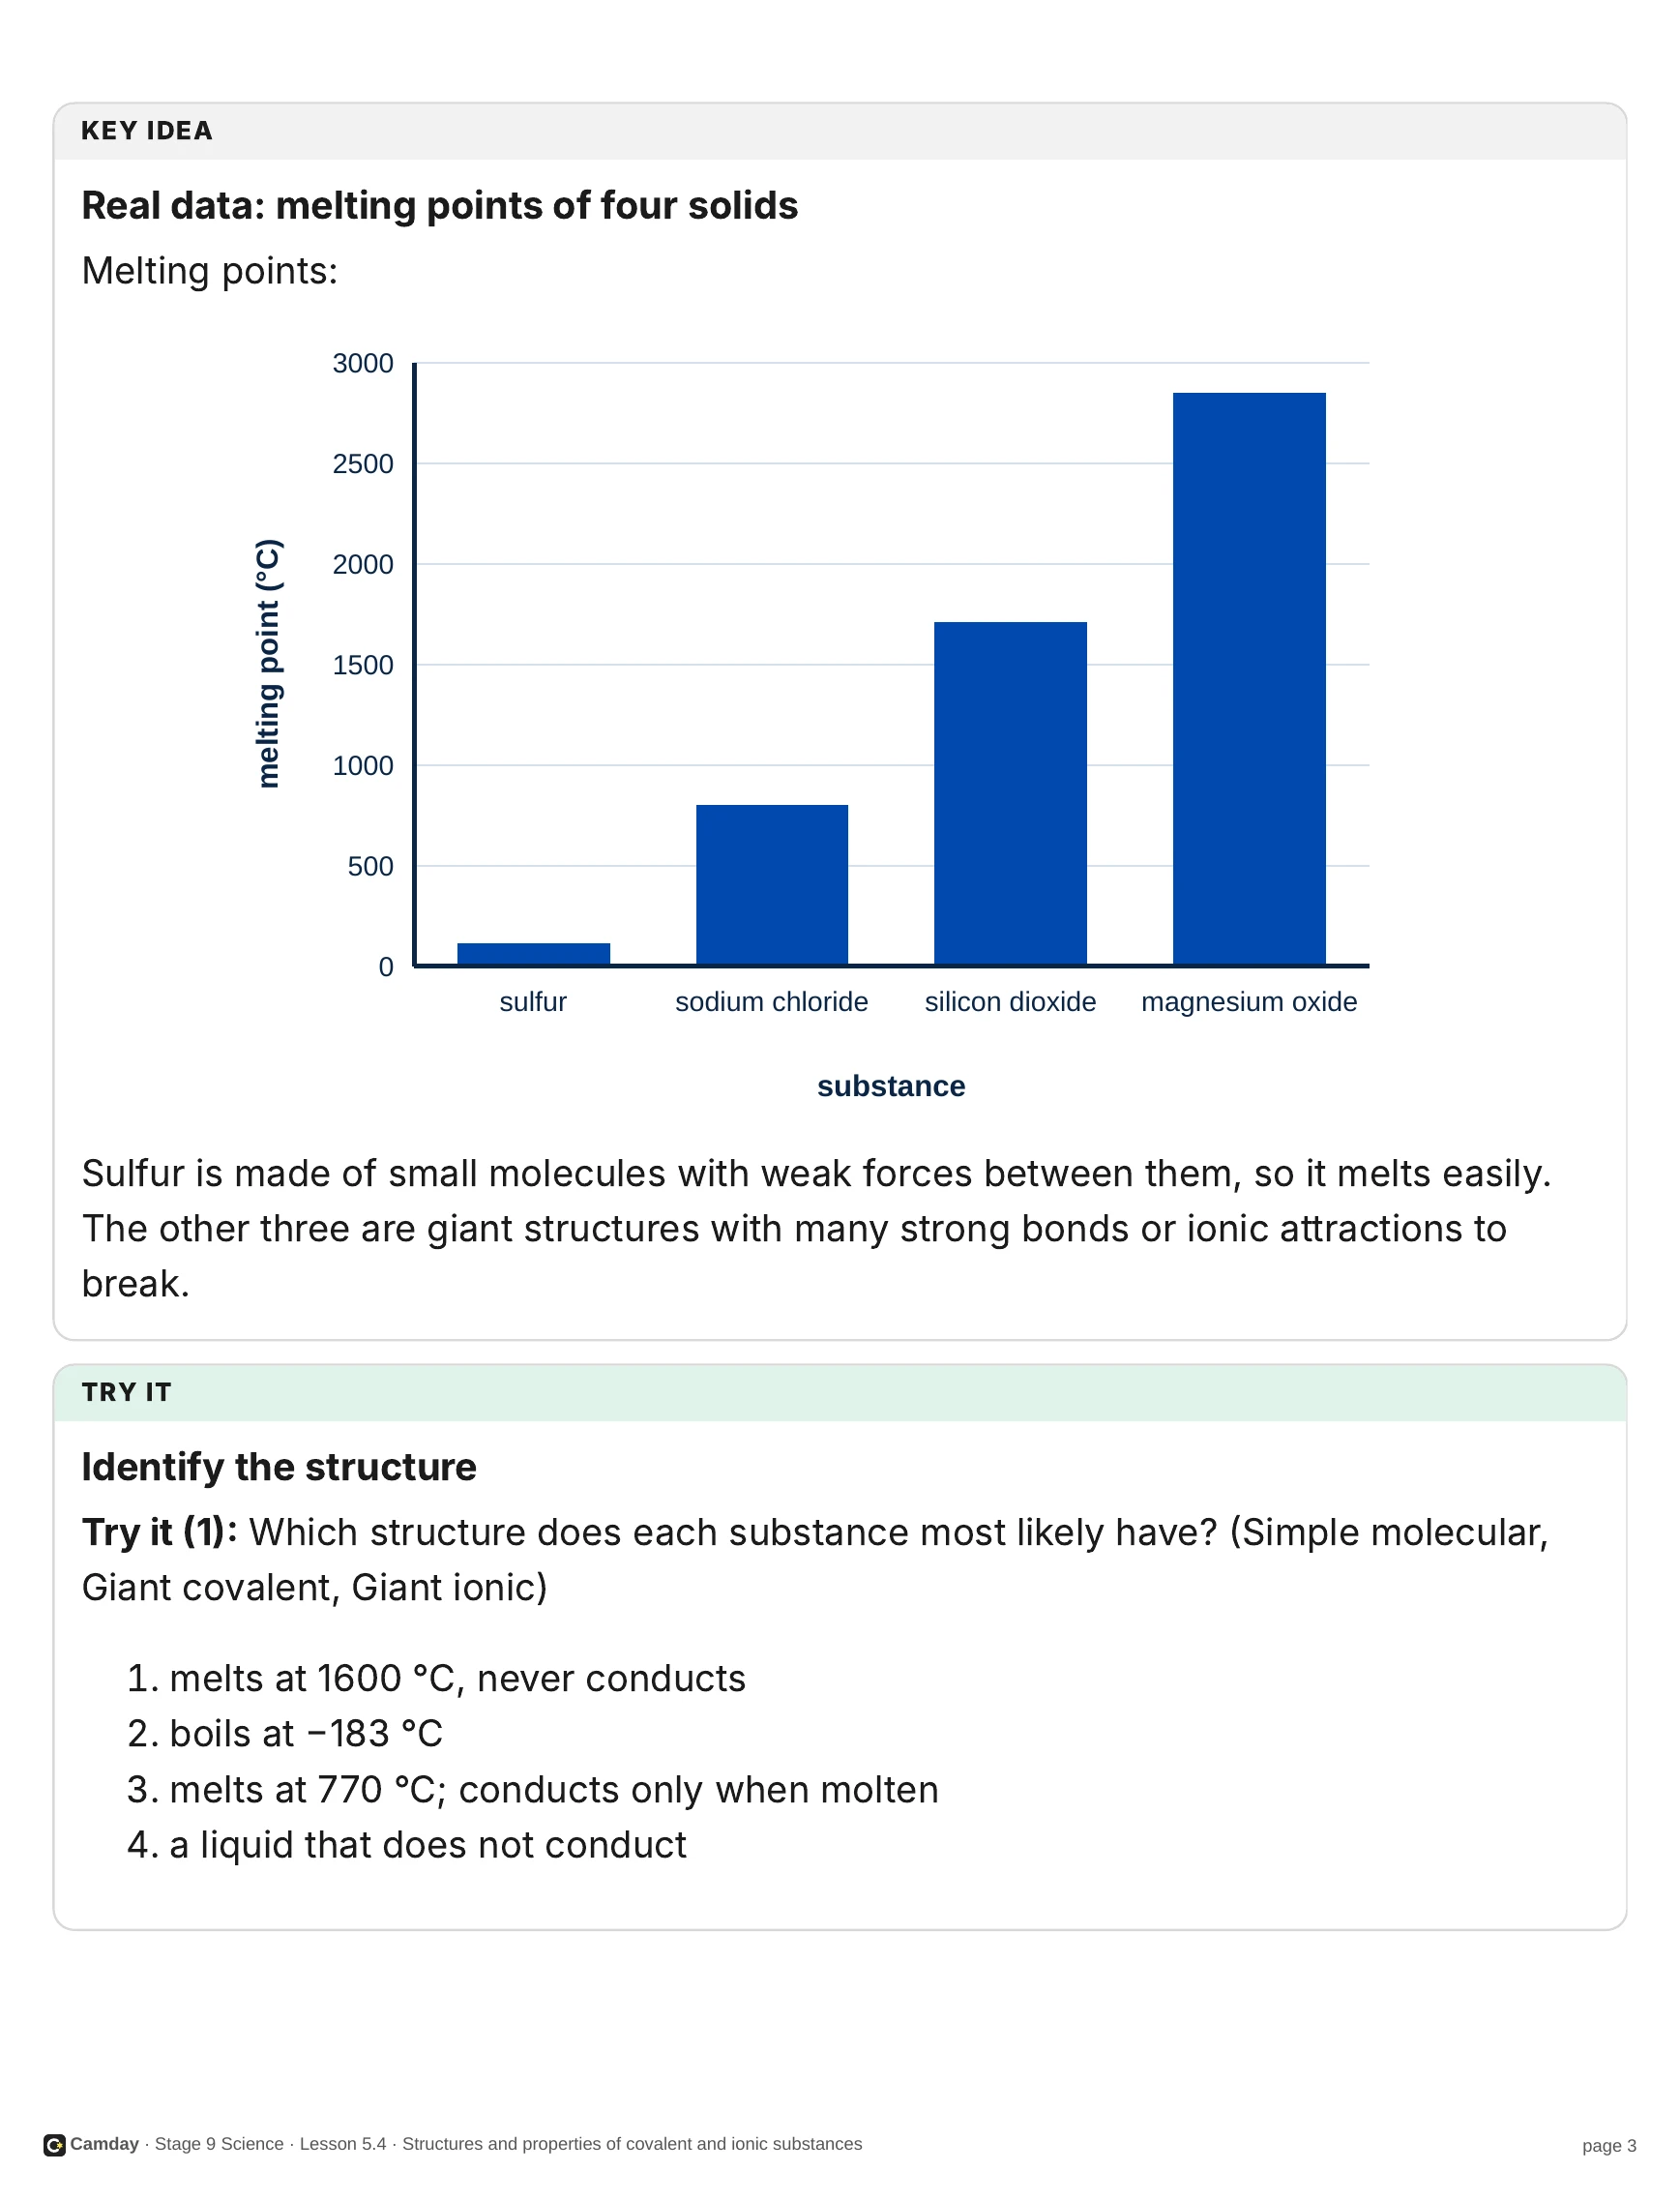 KEY IDEA
Real data: melting points of four solids
Melting points:
3000
2500
2000
1500
1000
500
0
melting point (°C)
sulfur
sodium chloride
silicon dioxide
magnesium oxide
substance
Sulfur is made of small molecules with weak forces between them, so it melts easily.
The other three are giant structures with many strong bonds or ionic attractions to
break.
TRY IT
Identify the structure
Try it (1): Which structure does each substance most likely have? (Simple molecular,
Giant covalent, Giant ionic)
1. melts at 1600 °C, never conducts
2. boils at −183 °C
3. melts at 770 °C; conducts only when molten
4. a liquid that does not conduct
Camday · Stage 9 Science · Lesson 5.4 · Structures and properties of covalent and ionic substances
page 3